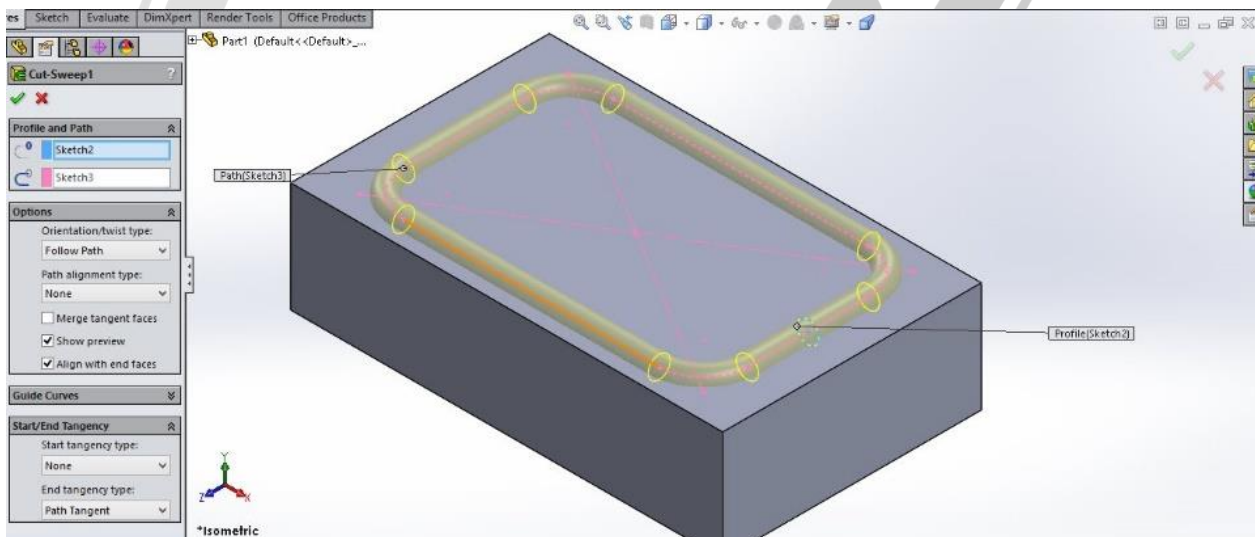 res Sketch Evaluate DimXpert Render Tools Office Products
Part1 (Default<<Default>_...
Cut-Sweep1 ?
Profile and Path
Sketch2
Sketch3
Options
Orientation/twist type:
Follow Path
Path alignment type:
None
Merge tangent faces
Show preview
Align with end faces
Guide Curves
Start/End Tangency
Start tangency type:
None
End tangency type:
Path Tangent
Path(Sketch3)
Profile(Sketch2)
Y
Z X
*Isometric